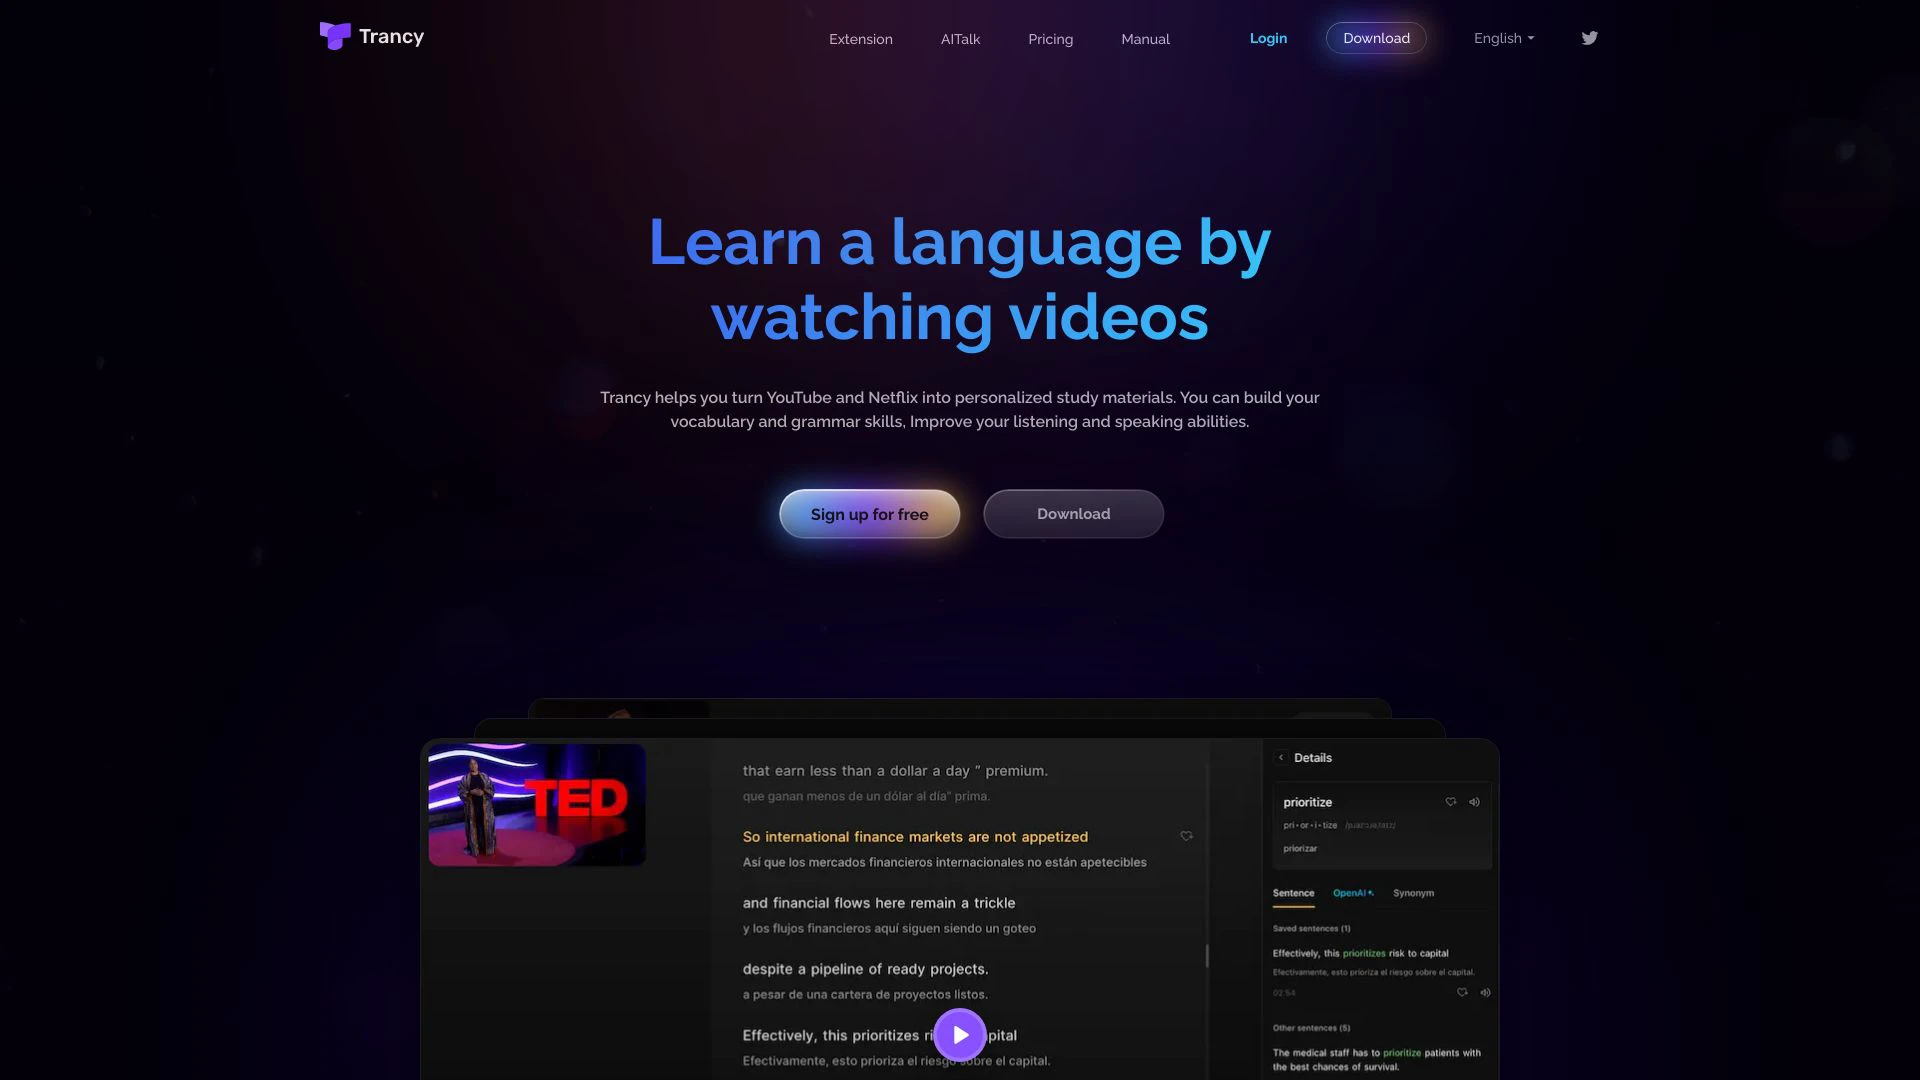 Trancy
Extension
AITalk
Pricing
Manual
Login
Download
English
Learn a language by
watching videos
Trancy helps you turn YouTube and Netflix into personalized study materials. You can build your
vocabulary and grammar skills, Improve your listening and speaking abilities.
Sign up for free
Download
TED
that earn less than a dollar a day " premium.
que ganan menos de un dólar al día" prima.
So international finance markets are not appetized
Así que los mercados financieros internacionales no están apetecibles
and financial flows here remain a trickle
y los flujos financieros aquí siguen siendo un goteo
despite a pipeline of ready projects.
a pesar de una cartera de proyectos listos.
Effectively, this prioritizes
Efectivamente, esto prioriza el riesgo sobre el capital.
Details
prioritize
pri•or•i•tize
priorizar
Sentence
OpenAI
Synonym
Saved sentences (1)
Effectively, this prioritizes risk to capital
Efectivamente, esto prioriza el riesgo sobre el capital.
02:54
Other sentences (5)
The medical staff has to prioritize patients with
the best chances of survival.